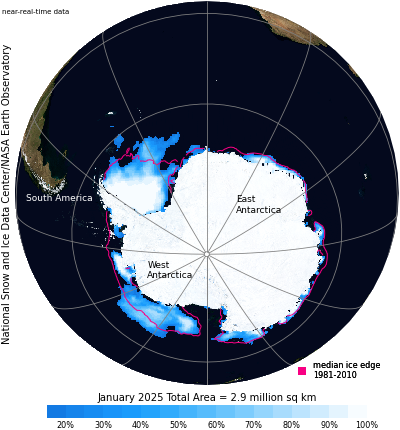 near-real-time data
National Snow and Ice Data Center/NASA Earth Observatory
South America
East
Antarctica
West
Antarctica
median ice edge
1981-2010
January 2025 Total Area = 2.9 million sq km
20% 30% 40% 50% 60% 70% 80% 90% 100%